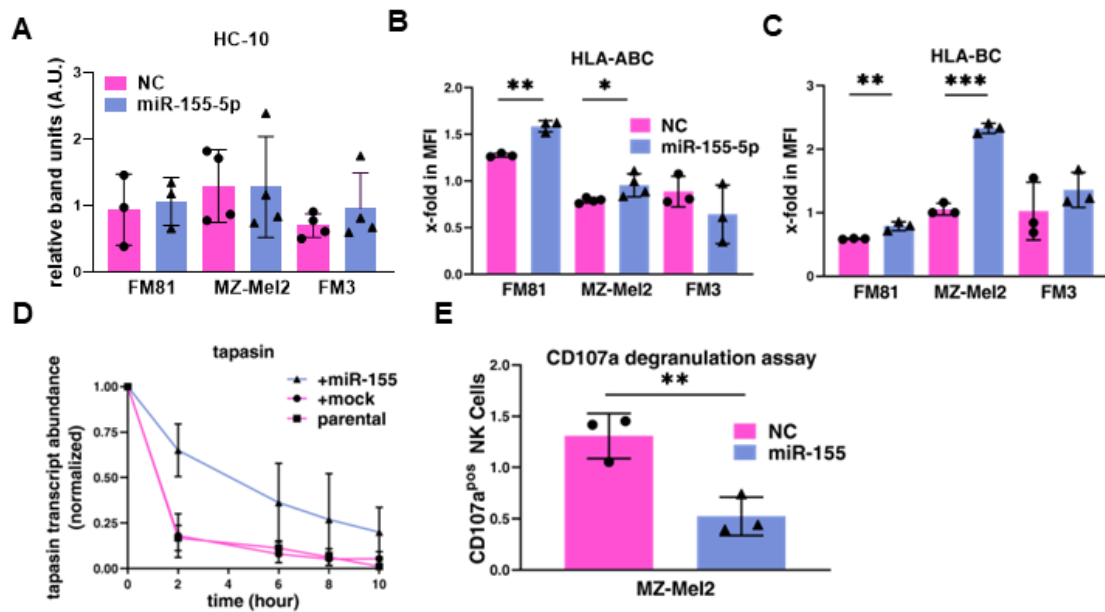 A
HC-10
relative band units (A.U.)
3
2
1
0
NC
miR-155-5p
FM81
MZ-Mel2
FM3
B
HLA-ABC
x-fold in MFI
2.0
1.5
1.0
0.5
0.0
**
*
NC
miR-155-5p
FM81
MZ-Mel2
FM3
C
HLA-BC
x-fold in MFI
3
2
1
0
**
***
NC
miR-155-5p
FM81
MZ-Mel2
FM3
D
tapasin
tapasin transcript abundance
(normalized)
1.00
0.75
0.50
0.25
0.00
+miR-155
+mock
parental
0
2
4
6
8
10
time (hour)
E
CD107a degranulation assay
CD107a^pos NK Cells
2.0
1.5
1.0
0.5
0.0
**
NC
miR-155
MZ-Mel2